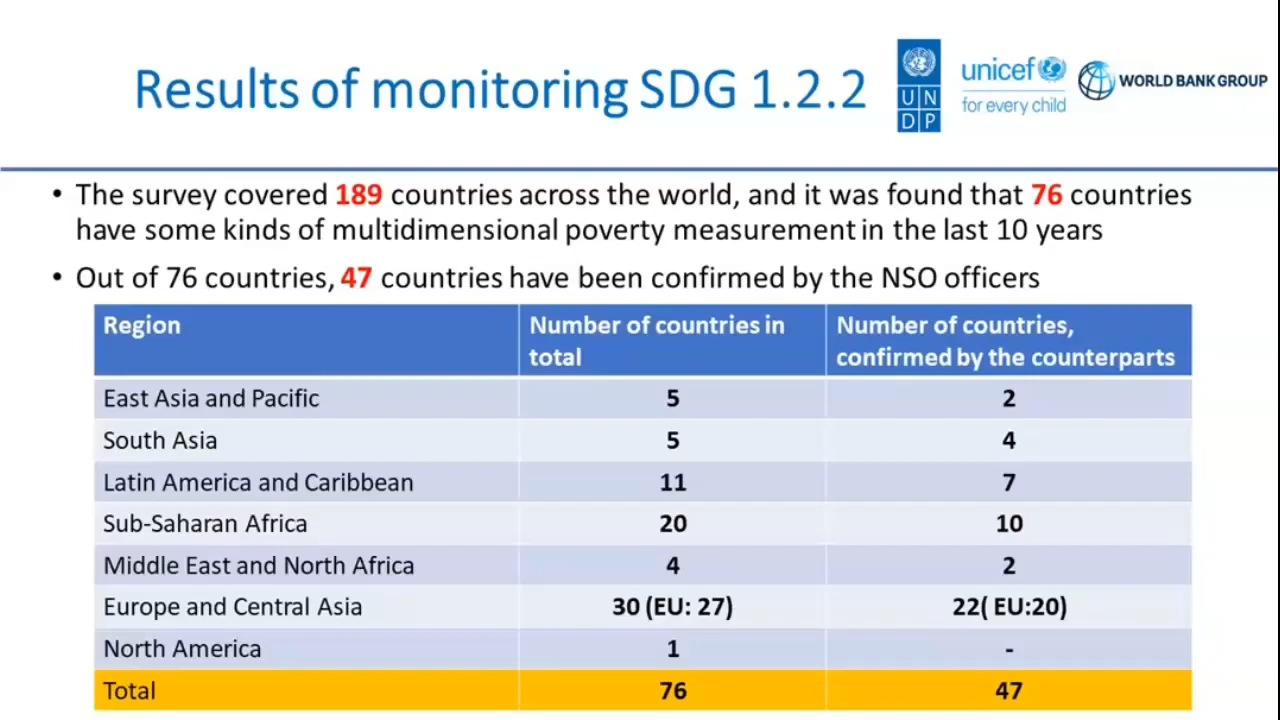 Results of monitoring SDG 1.2.2
UN
DP
unicef
for every child
WORLD BANK GROUP
• The survey covered 189 countries across the world, and it was found that 76 countries
have some kinds of multidimensional poverty measurement in the last 10 years
• Out of 76 countries, 47 countries have been confirmed by the NSO officers
Region
Number of countries in
total
Number of countries,
confirmed by the counterparts
East Asia and Pacific 5 2
South Asia 5 4
Latin America and Caribbean 11 7
Sub-Saharan Africa 20 10
Middle East and North Africa 4 2
Europe and Central Asia 30 (EU: 27) 22( EU:20)
North America 1 -
Total 76 47